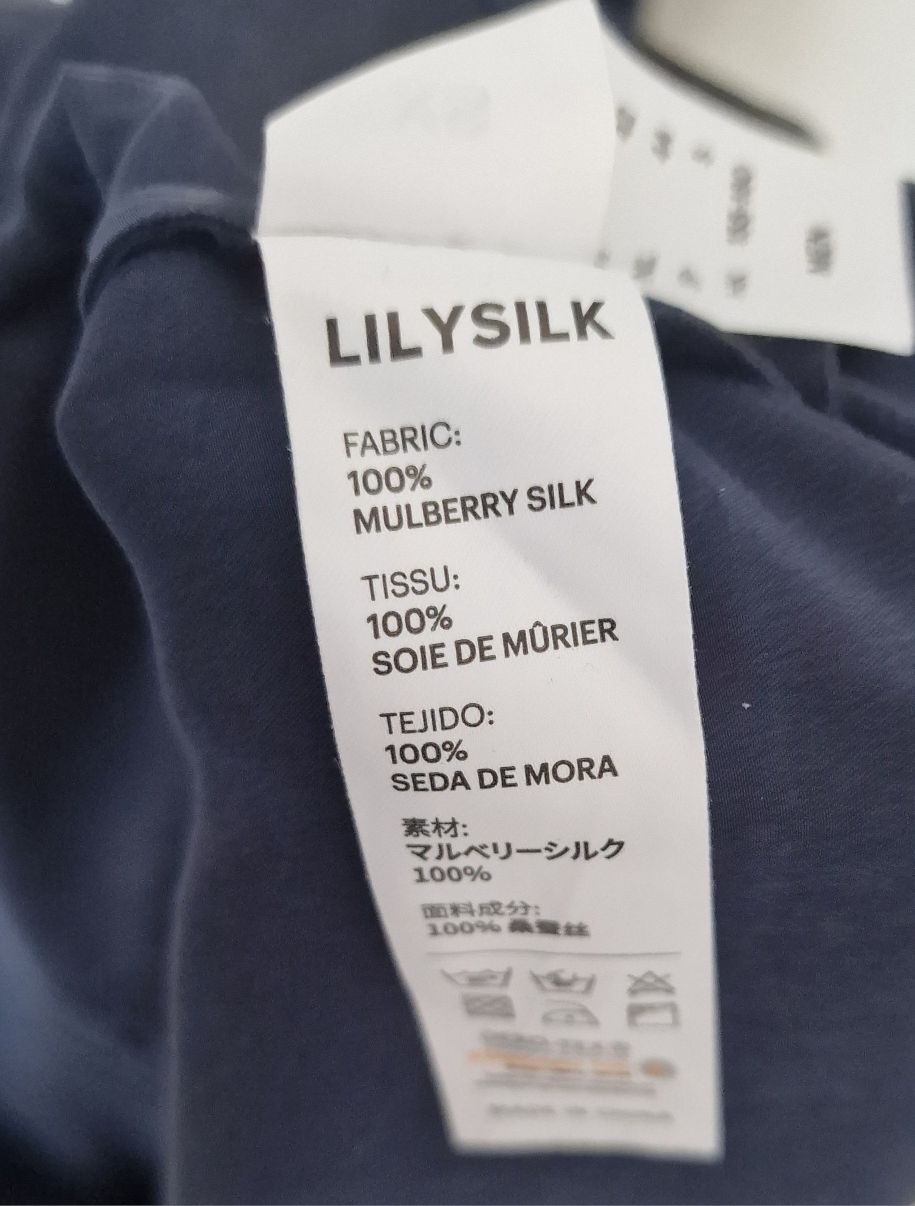 LILYSILK
FABRIC:
100%
MULBERRY SILK
TISSU:
100%
SOIE DE MÛRIER
TEJIDO:
100%
SEDA DE MORA
素材:
マルベリーシルク
100%
面料成分:
100% 桑蚕丝